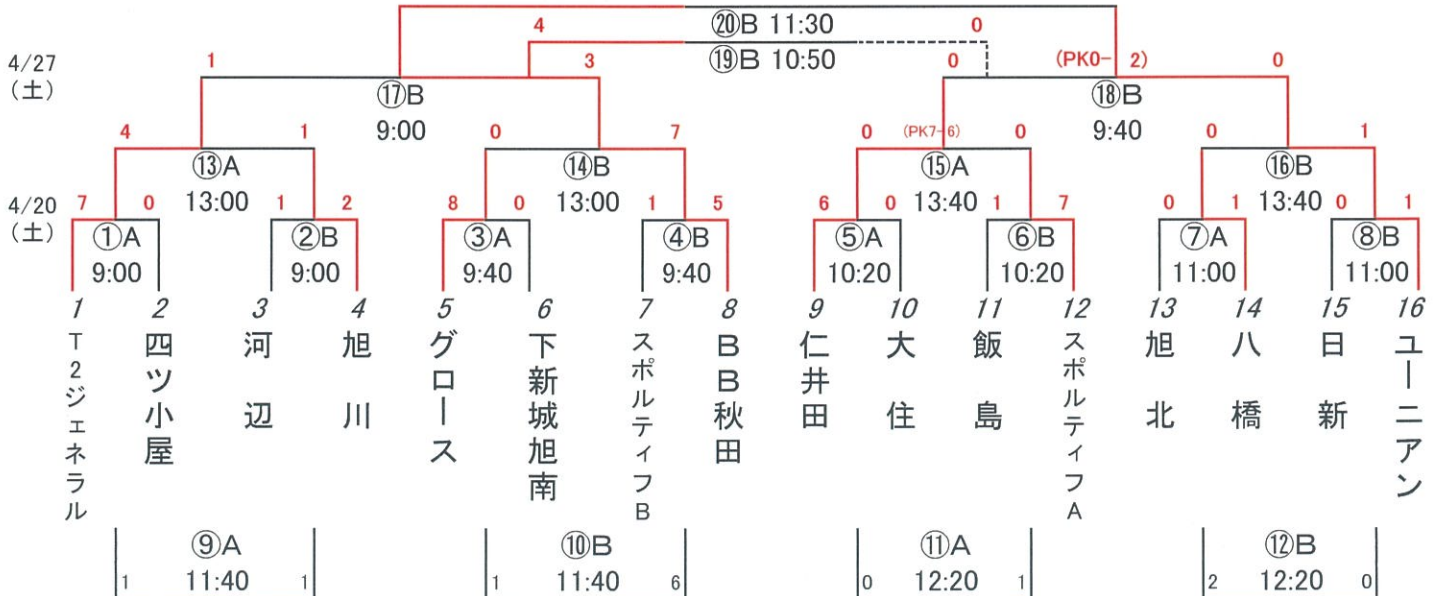 4 ⑳B 11:30 0
4/27 1 3 ⑲B 10:50 0 (PK0- 2) 0
(土) ⑰B ⑱B
9:00 9:40
4 1 0 7 0 (PK7-6) 0 0 1
⑬A ⑭B ⑮A ⑯B
13:00 13:00 13:40 13:40
4/20 7 0 1 2 8 0 1 5 6 0 1 7 0 1 0 1
(土) ①A ②B ③A ④B ⑤A ⑥B ⑦A ⑧B
9:00 9:00 9:40 9:40 10:20 10:20 11:00 11:00
1 2 3 4 5 6 7 8 9 10 11 12 13 14 15 16
T2ジェネラル
四ツ小屋
河辺
旭川
グロース
下新城旭南
スポルティフB
BB秋田
仁井田
大住
飯島
スポルティフA
旭北
八橋
日新
ユーニアン
⑨A ⑩B ⑪A ⑫B
1 11:40 1 1 11:40 6 0 12:20 1 2 12:20 0